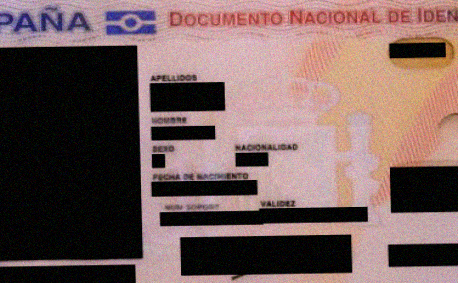 PAÑA DOCUMENTO NACIONAL DE IDEN
APELLIDOS
NOMBRE
SEXO NACIONALIDAD
FECHA DE NACIMIENTO
NUM SOPORT VALIDEZ